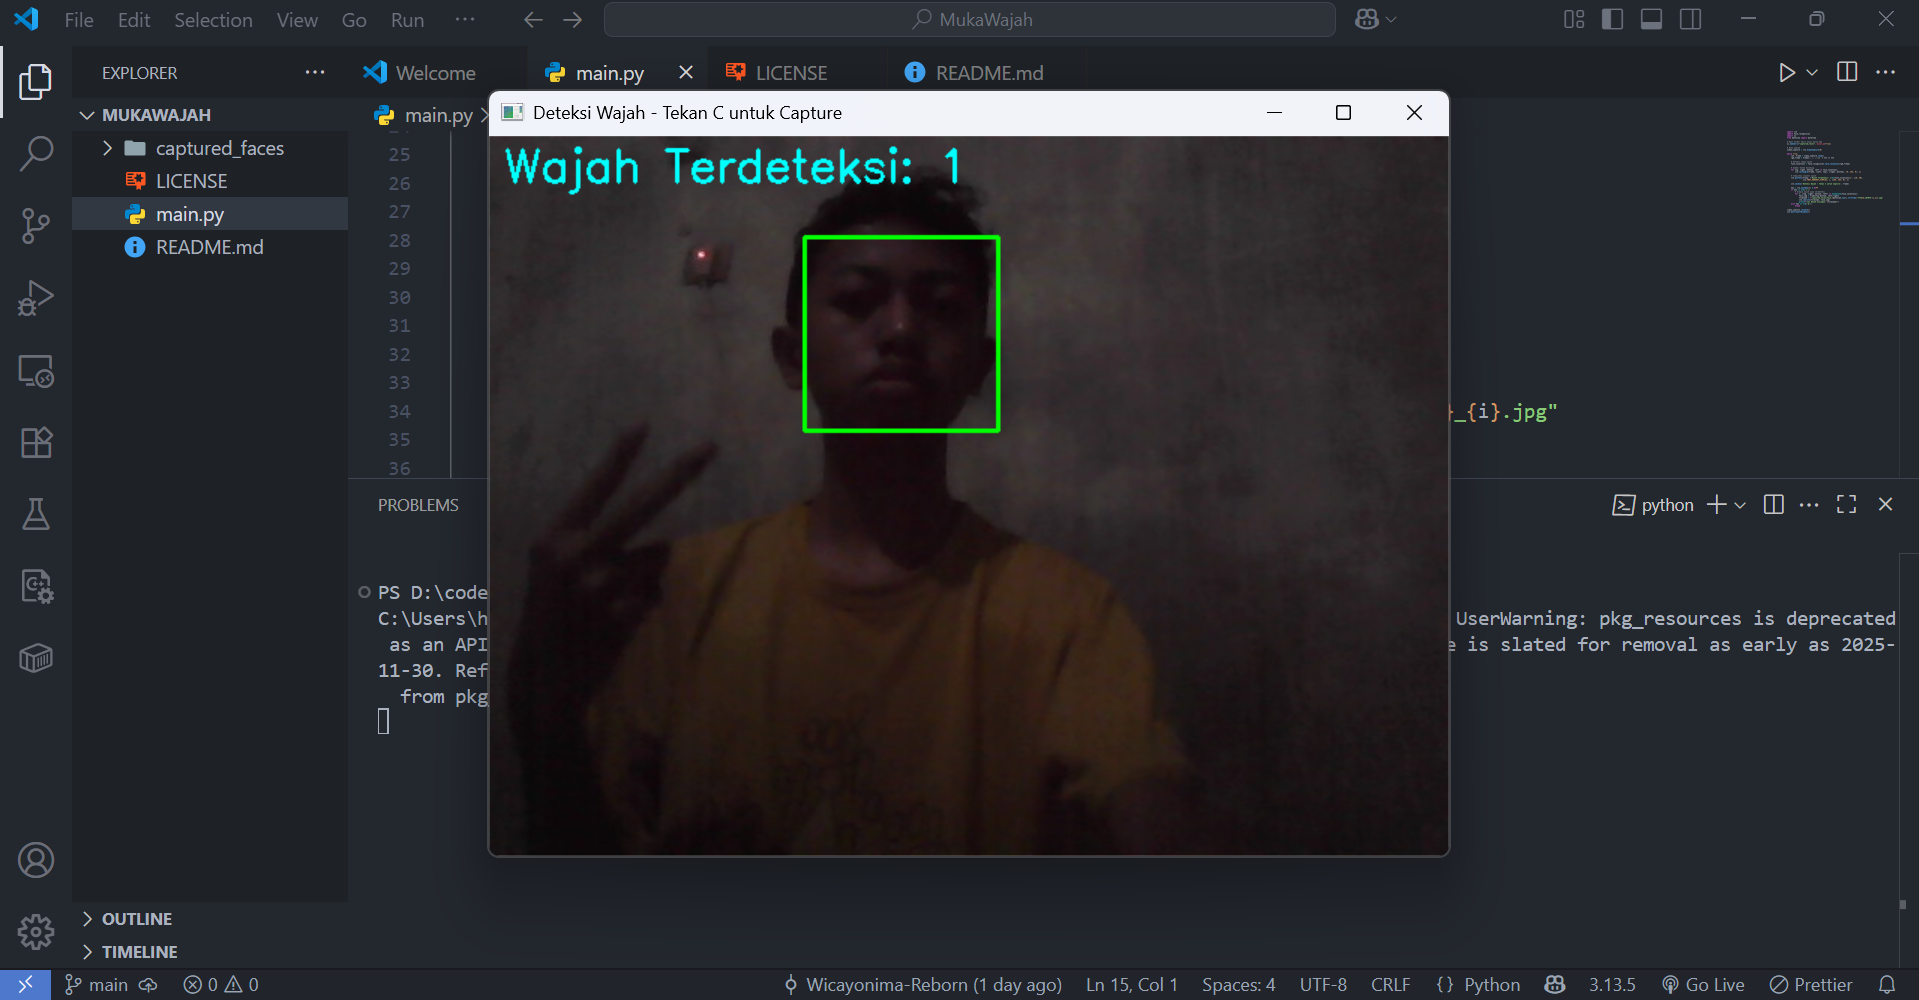 File Edit Selection View Go Run ···
MukaWajah
EXPLORER ···
Welcome main.py LICENSE README.md
MUKAWAJAH
captured_faces
LICENSE
main.py
README.md
main.py
Deteksi Wajah - Tekan C untuk Capture
Wajah Terdeteksi: 1
25
26
27
28
29
30
31
32
33
34
35
36
_{i}.jpg"
PROBLEMS
python
PS D:\code
C:\Users\h
UserWarning: pkg_resources is deprecated
as an API
is slated for removal as early as 2025-
11-30. Ref
from pkg
OUTLINE
TIMELINE
main 0 0 Wicayonima-Reborn (1 day ago) Ln 15, Col 1 Spaces: 4 UTF-8 CRLF {} Python 3.13.5 Go Live Prettier